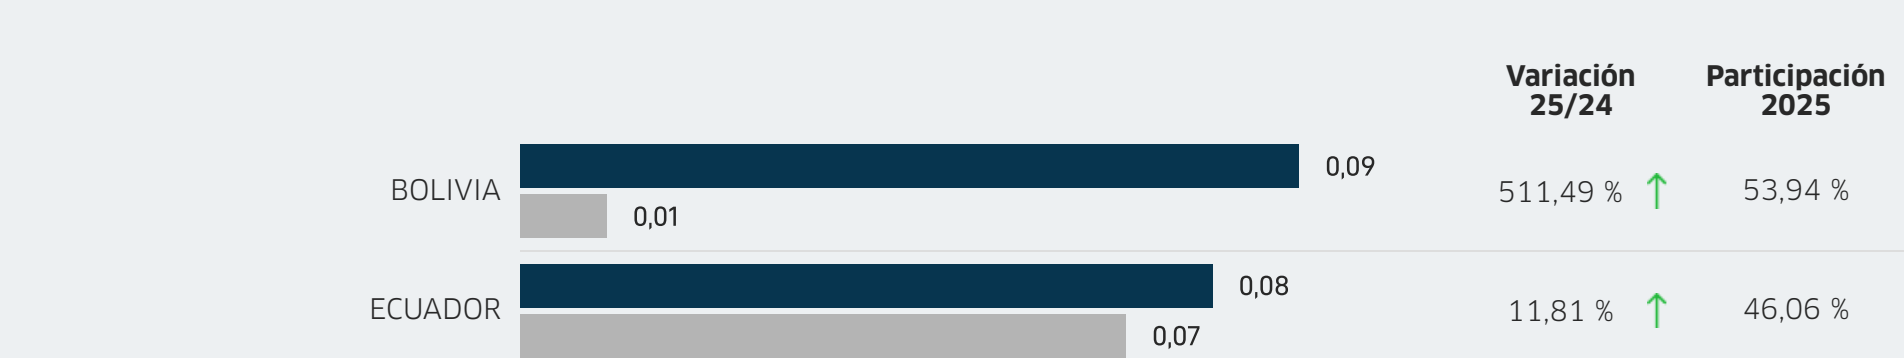 Variación Participación
25/24 2025
BOLIVIA 0,09 511,49 % ↑ 53,94 %
0,01
ECUADOR 0,08 11,81 % ↑ 46,06 %
0,07